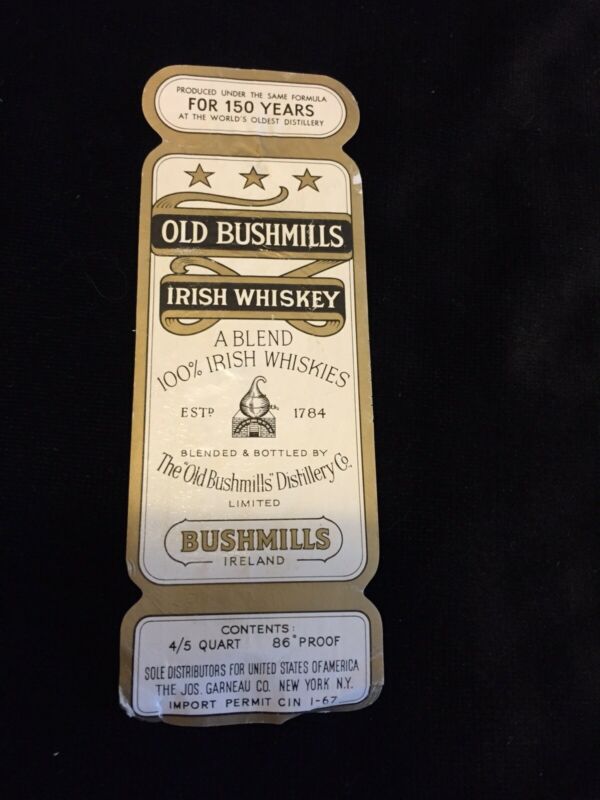 PRODUCED UNDER THE SAME FORMULA
FOR 150 YEARS
AT THE WORLD'S OLDEST DISTILLERY
OLD BUSHMILLS
IRISH WHISKEY
A BLEND
100% IRISH WHISKIES
ESTD 1784
BLENDED & BOTTLED BY
The "Old Bushmills" Distillery Co.
LIMITED
BUSHMILLS
IRELAND
CONTENTS:
4/5 QUART 86° PROOF
SOLE DISTRIBUTORS FOR UNITED STATES OF AMERICA
THE JOS. GARNEAU CO. NEW YORK N.Y.
IMPORT PERMIT CIN 1-67